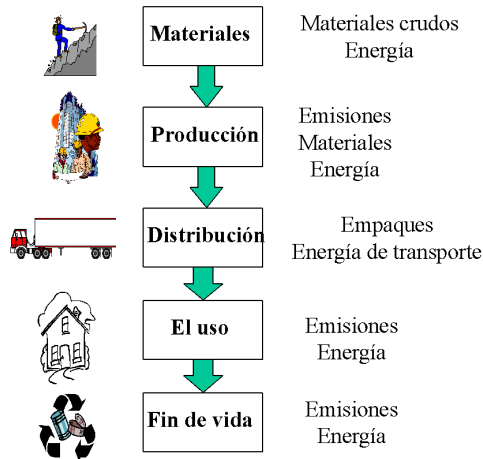 Materiales
Materiales crudos
Energía
Producción
Emisiones
Materiales
Energía
Distribución
Empaques
Energía de transporte
El uso
Emisiones
Energía
Fin de vida
Emisiones
Energía